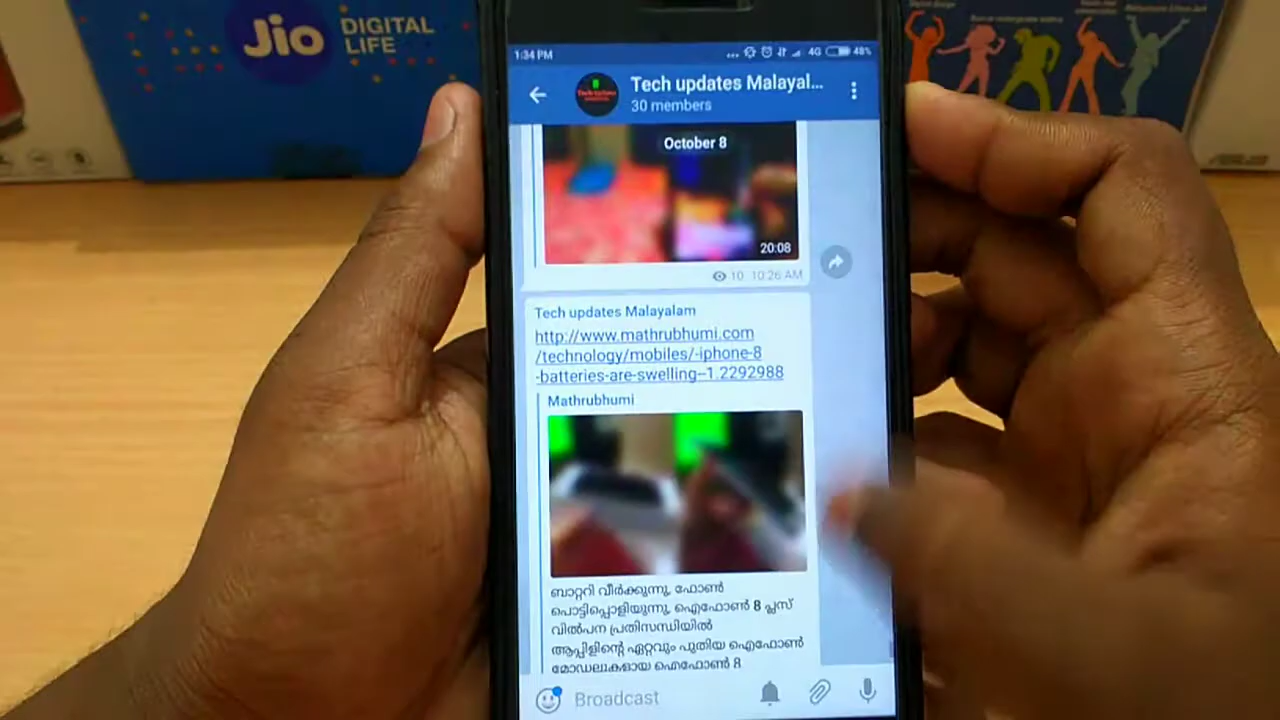 Jio
DIGITAL
LIFE
1:34 PM
4G
48%
Tech updates Malayal...
30 members
October 8
20:08
10 10:26 AM
Tech updates Malayalam
http://www.mathrubhumi.com
/technology/mobiles/-iphone-8
-batteries-are-swelling--1.2292988
Mathrubhumi
ബാറ്ററി വീർക്കുന്നു, ഫോൺ
പൊട്ടിപ്പൊളിയുന്നു, ഐഫോൺ 8 പ്ലസ്
വിൽപന പ്രതിസന്ധിയിൽ
ആപ്പിളിന്റെ ഏറ്റവും പുതിയ ഐഫോൺ
മോഡലുകളായ ഐഫോൺ 8
Broadcast